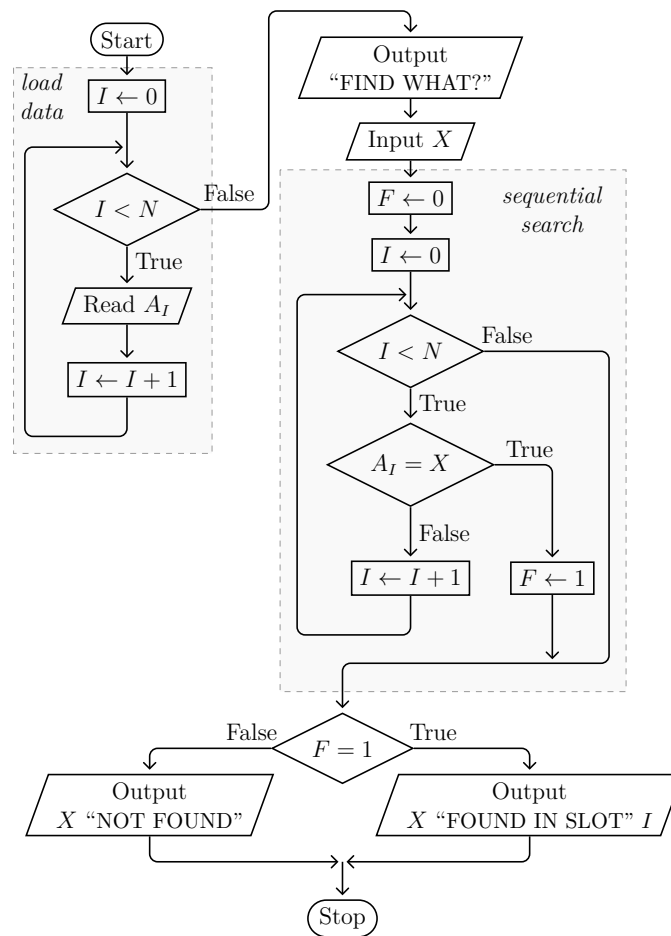 Start
load
data
I ← 0
I < N
False
True
Read A_I
I ← I + 1
Output
“FIND WHAT?”
Input X
sequential
search
F ← 0
I ← 0
I < N
False
True
A_I = X
True
False
I ← I + 1
F ← 1
F = 1
False
True
Output
X “NOT FOUND”
Output
X “FOUND IN SLOT” I
Stop